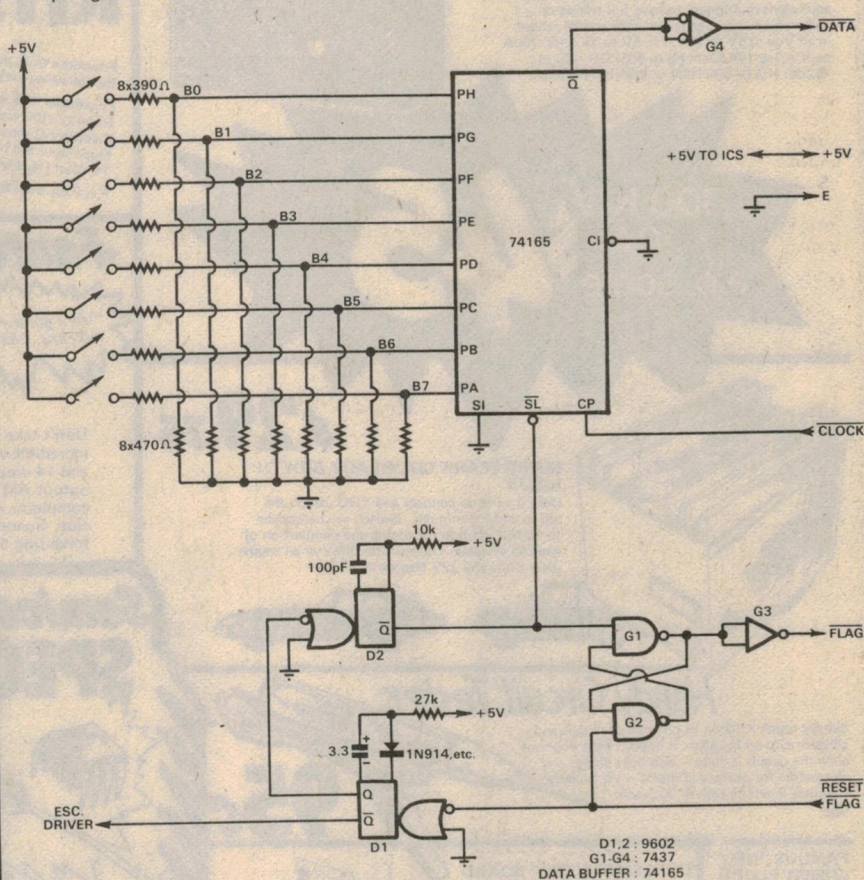 DATA
G4
+5V
Q
8x390Ω B0
PH
B1
PG
+5V TO ICS
+5V
B2
PF
E
B3
PE
74165
CI
B4
PD
B5
PC
B6
PB
B7
PA
SI
SL
CP
CLOCK
8x470Ω
10k
+5V
100pF
Q
D2
G1
G3
FLAG
27k
+5V
G2
3.3
+
-
1N914,etc.
Q
Q
ESC.
DRIVER
D1
RESET
FLAG
D1,2 : 9602
G1-G4 : 7437
DATA BUFFER : 74165